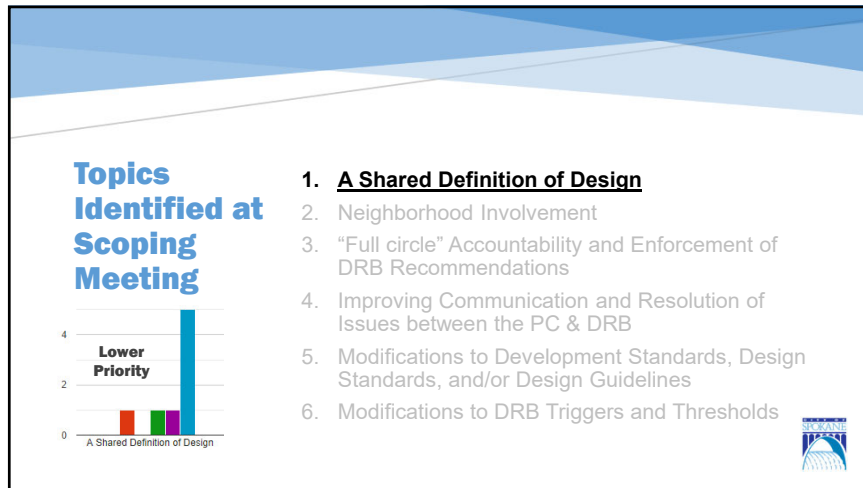 Topics
Identified at
Scoping
Meeting
1. A Shared Definition of Design
2. Neighborhood Involvement
3. “Full circle” Accountability and Enforcement of
DRB Recommendations
4. Improving Communication and Resolution of
Issues between the PC & DRB
5. Modifications to Development Standards, Design
Standards, and/or Design Guidelines
6. Modifications to DRB Triggers and Thresholds
4
Lower
Priority
2
0
A Shared Definition of Design
SPOKANE